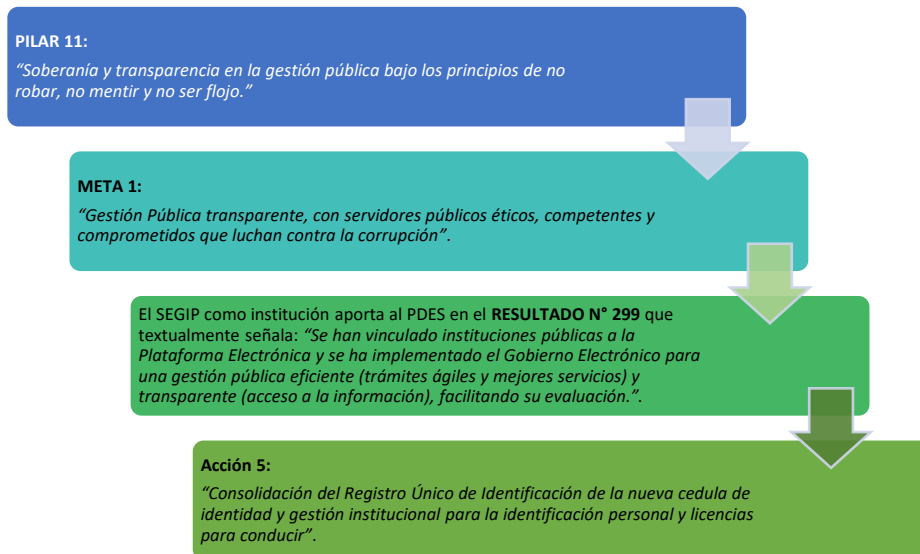 PILAR 11:
“Soberanía y transparencia en la gestión pública bajo los principios de no
robar, no mentir y no ser flojo.”
META 1:
“Gestión Pública transparente, con servidores públicos éticos, competentes y
comprometidos que luchan contra la corrupción”.
El SEGIP como institución aporta al PDES en el RESULTADO N° 299 que
textualmente señala: “Se han vinculado instituciones públicas a la
Plataforma Electrónica y se ha implementado el Gobierno Electrónico para
una gestión pública eficiente (trámites ágiles y mejores servicios) y
transparente (acceso a la información), facilitando su evaluación.”.
Acción 5:
“Consolidación del Registro Único de Identificación de la nueva cedula de
identidad y gestión institucional para la identificación personal y licencias
para conducir”.